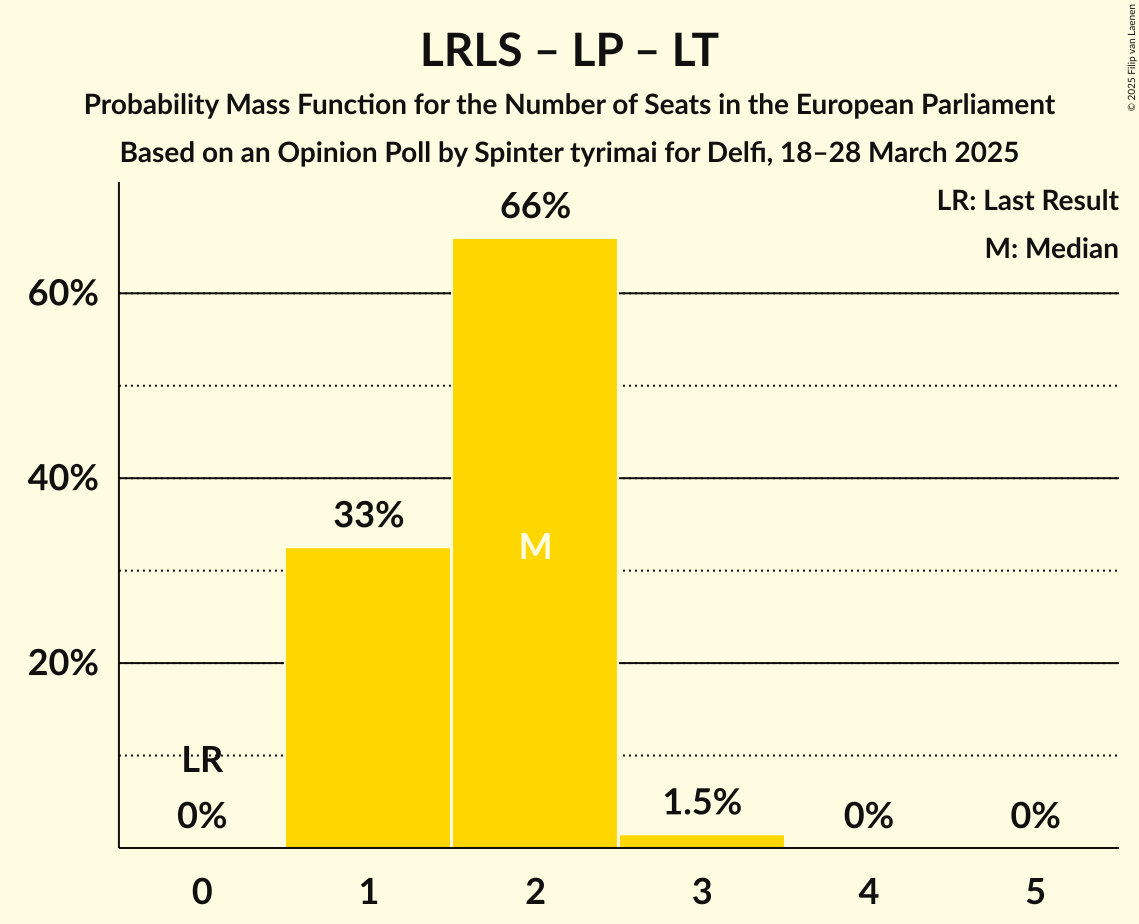 LRLS – LP – LT
Probability Mass Function for the Number of Seats in the European Parliament
Based on an Opinion Poll by Spinter tyrimai for Delfi, 18–28 March 2025
© 2025 Filip van Laenen
LR: Last Result
M: Median
66%
60%
40%
33%
M
20%
LR
0%
1.5%
0%
0%
0 1 2 3 4 5